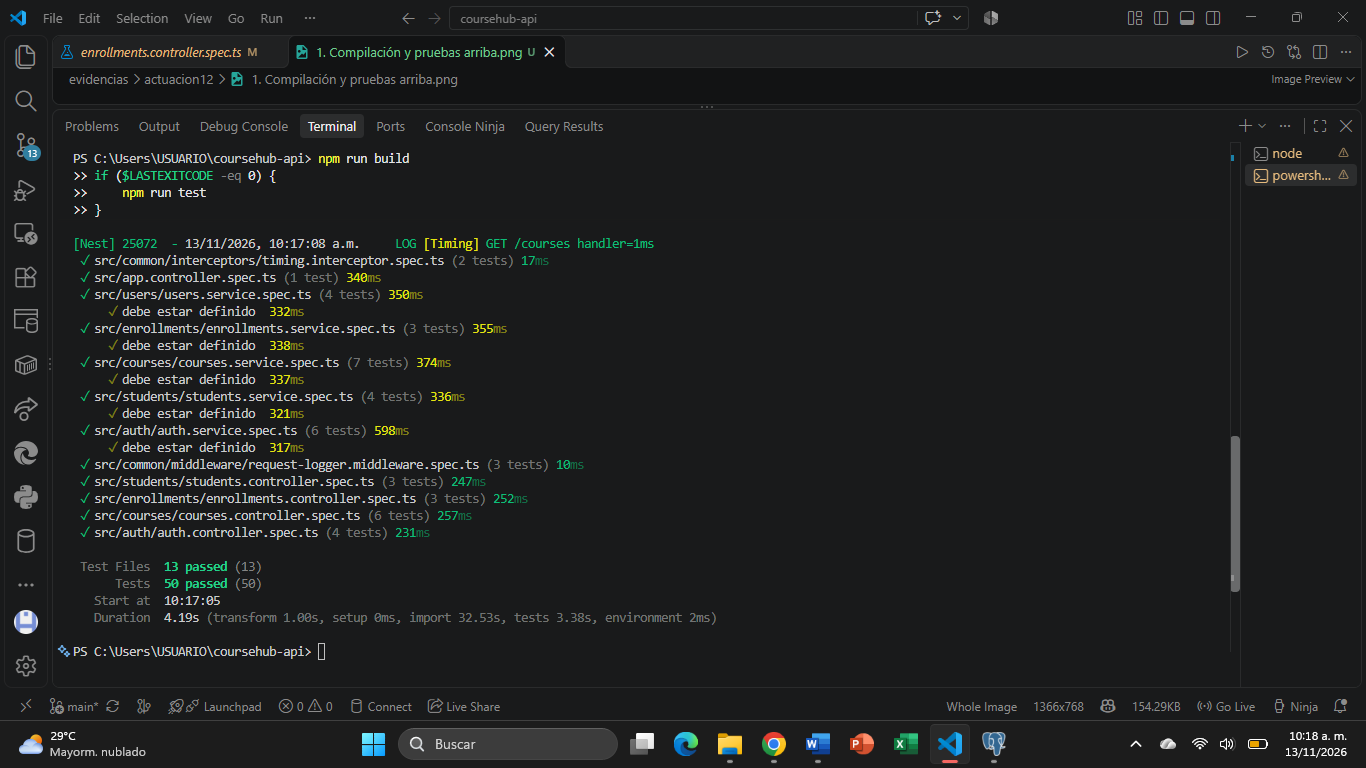 File Edit Selection View Go Run ··· coursehub-api
enrollments.controller.spec.ts M 1. Compilación y pruebas arriba.png U
evidencias > actuacion12 > 1. Compilación y pruebas arriba.png Image Preview
Problems Output Debug Console Terminal Ports Console Ninja Query Results
PS C:\Users\USUARIO\coursehub-api> npm run build
>> if ($LASTEXITCODE -eq 0) {
>>     npm run test
>> }
[Nest] 25072  - 13/11/2026, 10:17:08 a.m.     LOG [Timing] GET /courses handler=1ms
✓ src/common/interceptors/timing.interceptor.spec.ts (2 tests) 17ms
✓ src/app.controller.spec.ts (1 test) 340ms
✓ src/users/users.service.spec.ts (4 tests) 350ms
✓ debe estar definido  332ms
✓ src/enrollments/enrollments.service.spec.ts (3 tests) 355ms
✓ debe estar definido  338ms
✓ src/courses/courses.service.spec.ts (7 tests) 374ms
✓ debe estar definido  337ms
✓ src/students/students.service.spec.ts (4 tests) 336ms
✓ debe estar definido  321ms
✓ src/auth/auth.service.spec.ts (6 tests) 598ms
✓ debe estar definido  317ms
✓ src/common/middleware/request-logger.middleware.spec.ts (3 tests) 10ms
✓ src/students/students.controller.spec.ts (3 tests) 247ms
✓ src/enrollments/enrollments.controller.spec.ts (3 tests) 252ms
✓ src/courses/courses.controller.spec.ts (6 tests) 257ms
✓ src/auth/auth.controller.spec.ts (4 tests) 231ms
Test Files  13 passed (13)
Tests  50 passed (50)
Start at  10:17:05
Duration  4.19s (transform 1.00s, setup 0ms, import 32.53s, tests 3.38s, environment 2ms)
PS C:\Users\USUARIO\coursehub-api>
node
powersh...
13
main* Launchpad 0 0 Connect Live Share Whole Image 1366x768 154.29KB Go Live Ninja
29°C
Mayorm. nublado
Buscar
10:18 a. m.
13/11/2026